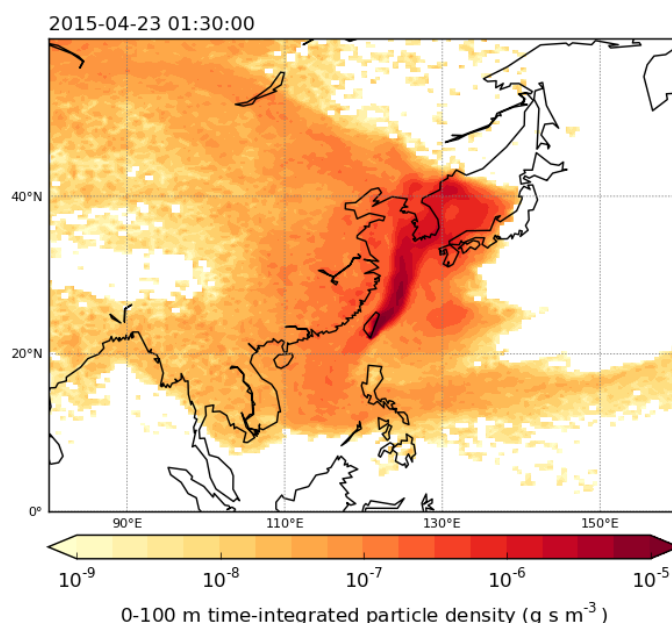 2015-04-23 01:30:00
40°N
20°N
0°
90°E 110°E 130°E 150°E
10⁻⁹ 10⁻⁸ 10⁻⁷ 10⁻⁶ 10⁻⁵
0-100 m time-integrated particle density (g s m⁻³)